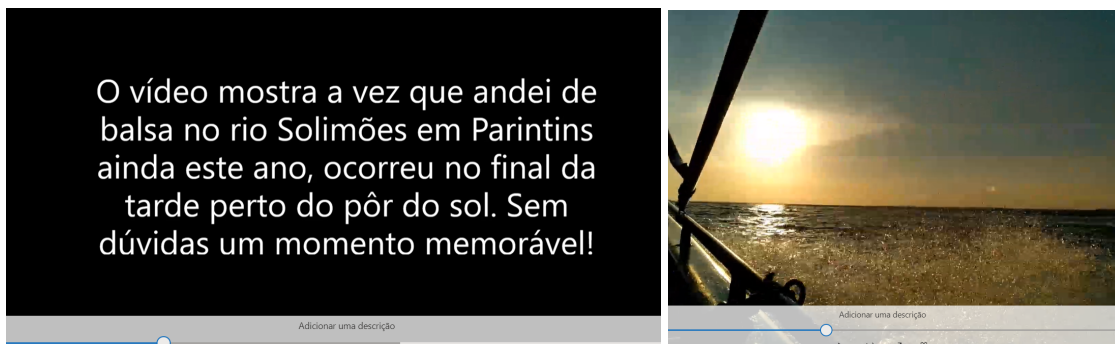 O vídeo mostra a vez que andei de
balsa no rio Solimões em Parintins
ainda este ano, ocorreu no final da
tarde perto do pôr do sol. Sem
dúvidas um momento memorável!
Adicionar uma descrição
Adicionar uma descrição